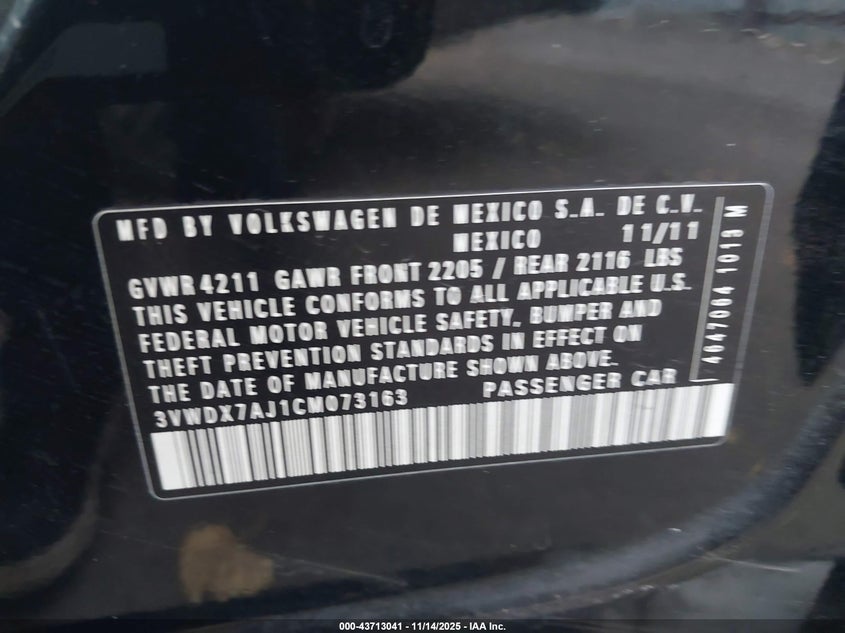 MFD BY VOLKSWAGEN DE MEXICO S.A. DE C.V.
MEXICO 11/11
GVWR 4211 GAWR FRONT 2205 / REAR 2116 LBS
THIS VEHICLE CONFORMS TO ALL APPLICABLE U.S.
FEDERAL MOTOR VEHICLE SAFETY, BUMPER AND
THEFT PREVENTION STANDARDS IN EFFECT ON
THE DATE OF MANUFACTURE SHOWN ABOVE.
3VWDX7AJ1CM073163 PASSENGER CAR
4647064 1013 M
000-43713041 - 11/14/2025 - IAA Inc.